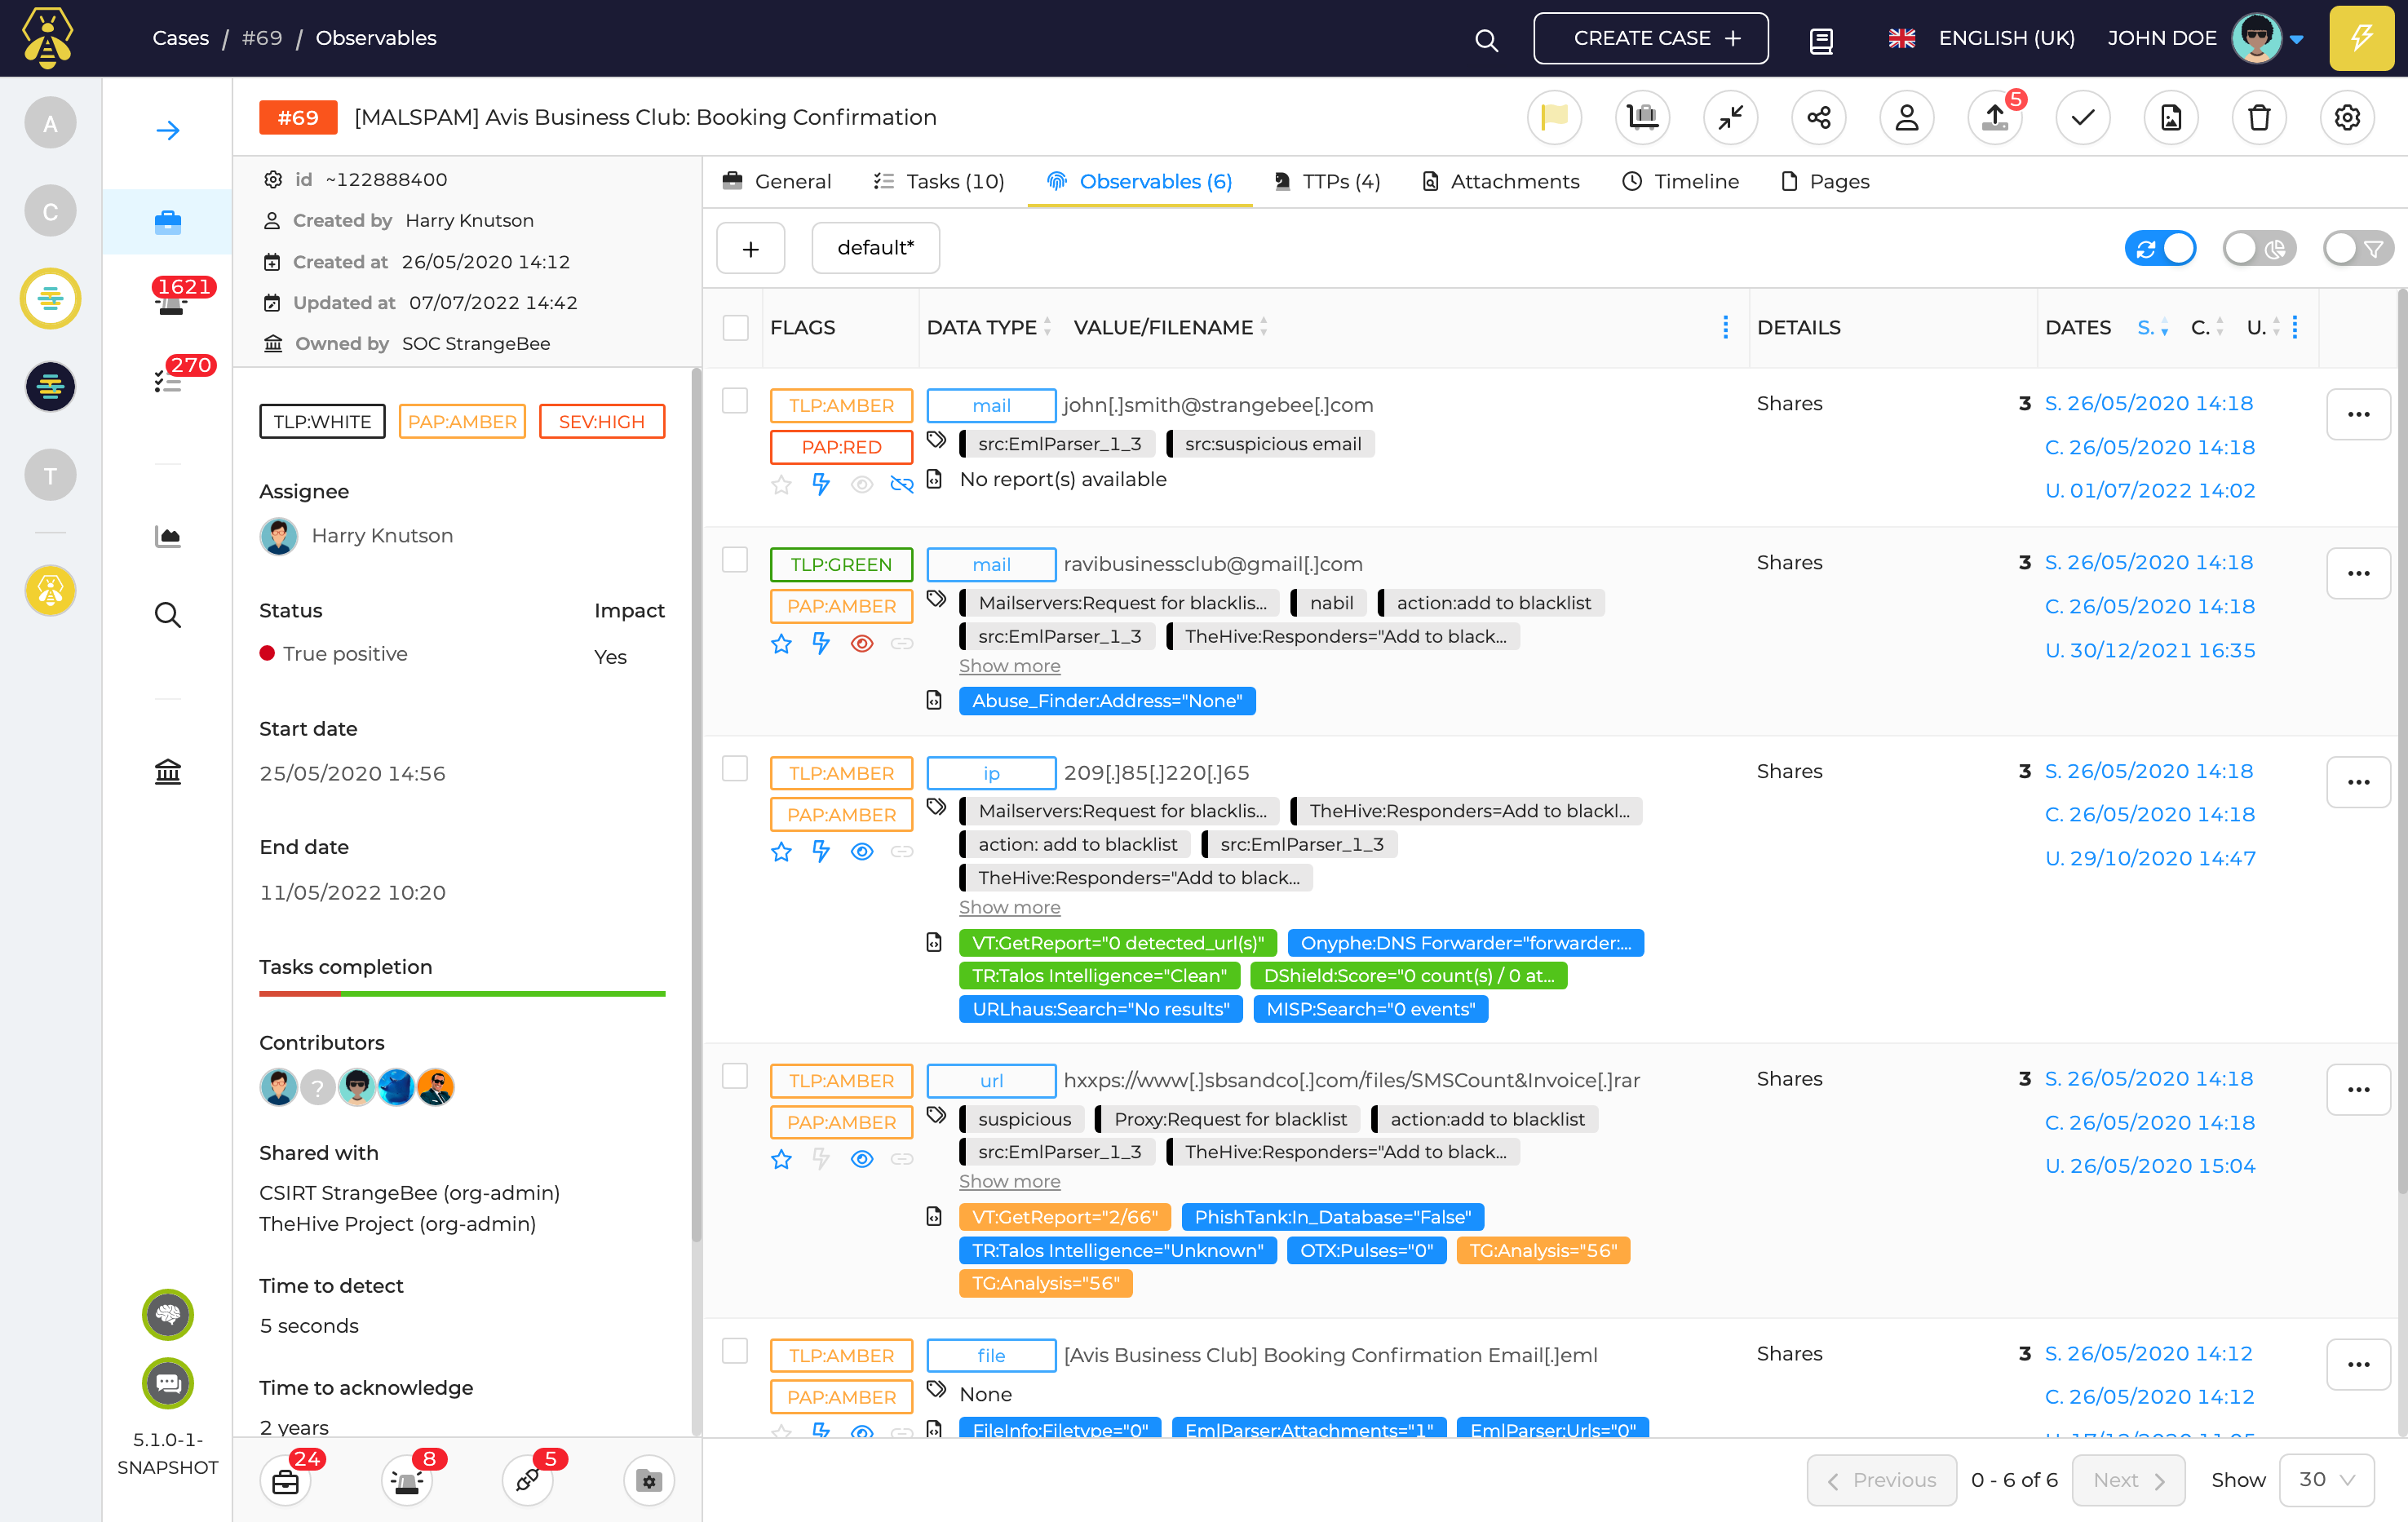 Cases / #69 / Observables
CREATE CASE +
ENGLISH (UK)
JOHN DOE
A
C
T
1621
270
5.1.0-1-
SNAPSHOT
#69 [MALSPAM] Avis Business Club: Booking Confirmation
5
id ~122888400
Created by Harry Knutson
Created at 26/05/2020 14:12
Updated at 07/07/2022 14:42
Owned by SOC StrangeBee
TLP:WHITE PAP:AMBER SEV:HIGH
Assignee
Harry Knutson
Status Impact
True positive Yes
Start date
25/05/2020 14:56
End date
11/05/2022 10:20
Tasks completion
Contributors
?
Shared with
CSIRT StrangeBee (org-admin)
TheHive Project (org-admin)
Time to detect
5 seconds
Time to acknowledge
2 years
24 8 5
General Tasks (10) Observables (6) TTPs (4) Attachments Timeline Pages
+ default*
FLAGS DATA TYPE VALUE/FILENAME DETAILS DATES S. C. U.
TLP:AMBER mail john[.]smith@strangebee[.]com Shares 3 S. 26/05/2020 14:18
PAP:RED src:EmlParser_1_3 src:suspicious email C. 26/05/2020 14:18
No report(s) available U. 01/07/2022 14:02
TLP:GREEN mail ravibusinessclub@gmail[.]com Shares 3 S. 26/05/2020 14:18
PAP:AMBER Mailservers:Request for blacklis... nabil action:add to blacklist C. 26/05/2020 14:18
src:EmlParser_1_3 TheHive:Responders="Add to black... U. 30/12/2021 16:35
Show more
Abuse_Finder:Address="None"
TLP:AMBER ip 209[.]85[.]220[.]65 Shares 3 S. 26/05/2020 14:18
PAP:AMBER Mailservers:Request for blacklis... TheHive:Responders=Add to blackl... C. 26/05/2020 14:18
action: add to blacklist src:EmlParser_1_3 U. 29/10/2020 14:47
TheHive:Responders="Add to black...
Show more
VT:GetReport="0 detected_url(s)" Onyphe:DNS Forwarder="forwarder:...
TR:Talos Intelligence="Clean" DShield:Score="0 count(s) / 0 at...
URLhaus:Search="No results" MISP:Search="0 events"
TLP:AMBER url hxxps://www[.]sbsandco[.]com/files/SMSCount&Invoice[.]rar Shares 3 S. 26/05/2020 14:18
PAP:AMBER suspicious Proxy:Request for blacklist action:add to blacklist C. 26/05/2020 14:18
src:EmlParser_1_3 TheHive:Responders="Add to black... U. 26/05/2020 15:04
Show more
VT:GetReport="2/66" PhishTank:In_Database="False"
TR:Talos Intelligence="Unknown" OTX:Pulses="0" TG:Analysis="56"
TG:Analysis="56"
TLP:AMBER file [Avis Business Club] Booking Confirmation Email[.]eml Shares 3 S. 26/05/2020 14:12
PAP:AMBER None C. 26/05/2020 14:12
FileInfo:Filetype="0" EmlParser:Attachments="1" EmlParser:Urls="0"
Previous 0 - 6 of 6 Next Show 30